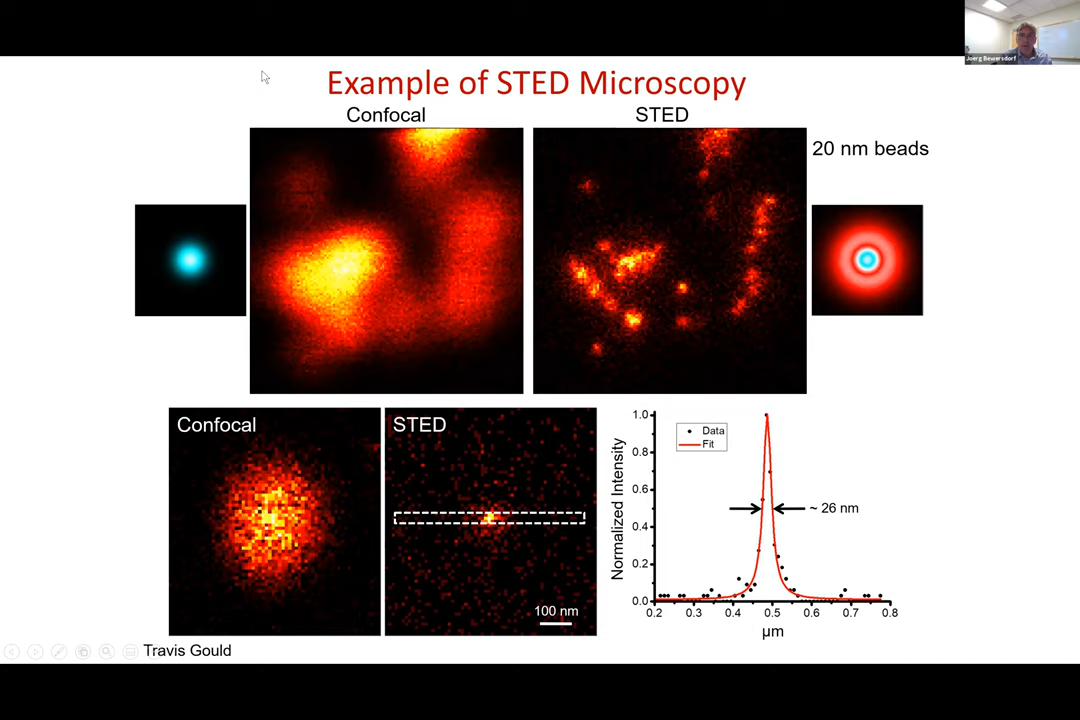 Joerg Bewersdorf
Example of STED Microscopy
Confocal
STED
20 nm beads
Confocal
STED
100 nm
1.0
0.8
0.6
0.4
0.2
0.0
Normalized Intensity
Data
Fit
~ 26 nm
0.2
0.3
0.4
0.5
0.6
0.7
0.8
µm
Travis Gould